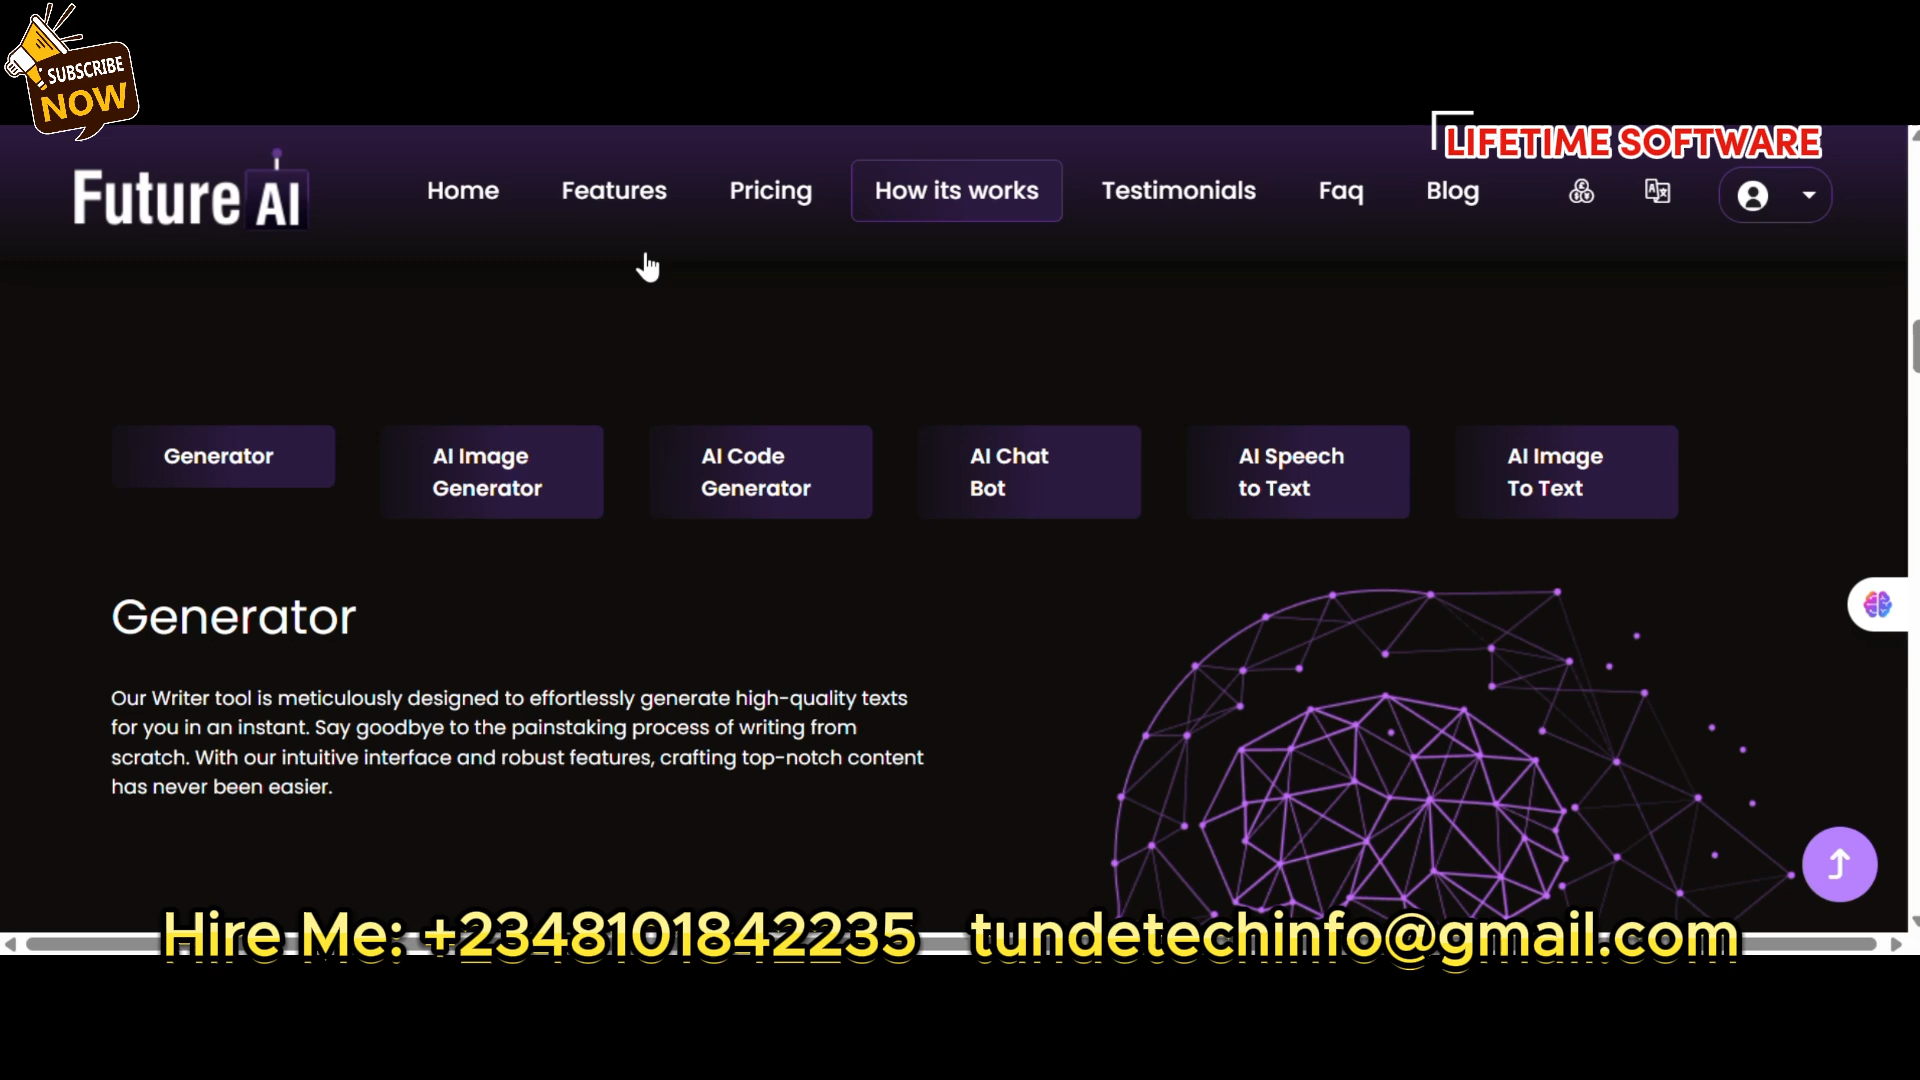 SUBSCRIBE
NOW
LIFETIME SOFTWARE
Future AI
Home Features Pricing How its works Testimonials Faq Blog
Generator
AI Image
Generator
AI Code
Generator
AI Chat
Bot
AI Speech
to Text
AI Image
To Text
Generator
Our Writer tool is meticulously designed to effortlessly generate high-quality texts
for you in an instant. Say goodbye to the painstaking process of writing from
scratch. With our intuitive interface and robust features, crafting top-notch content
has never been easier.
Hire Me: +2348101842235 tundetechinfo@gmail.com